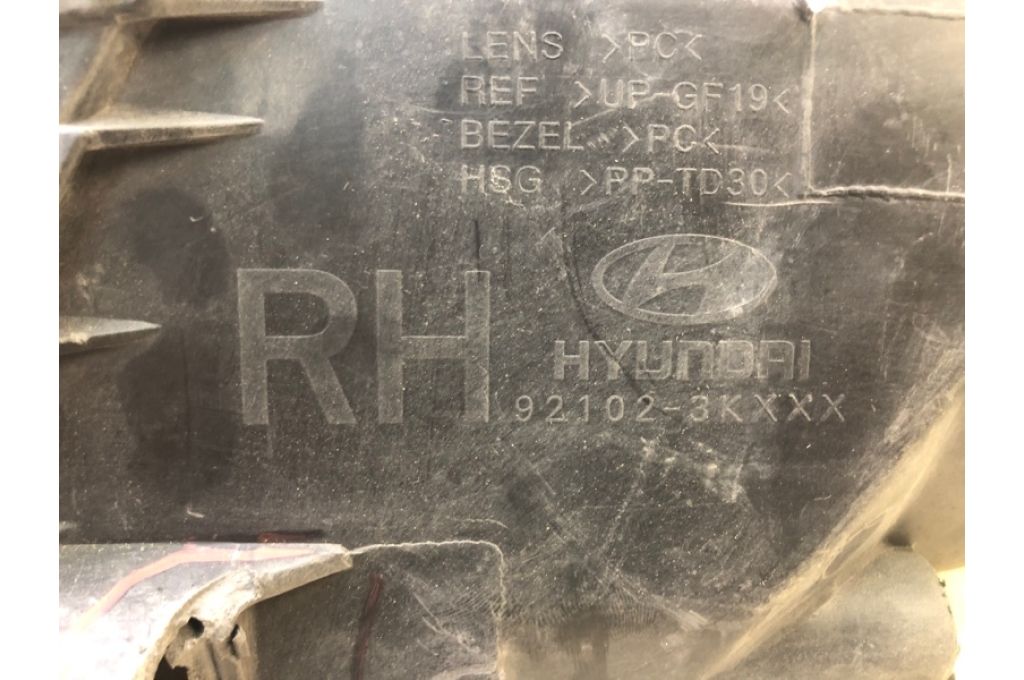 LENS >PC<
REF >UP-GF19<
BEZEL >PC<
HSG >PP-TD30<
RH
HYUNDAI
92102-3KXXX